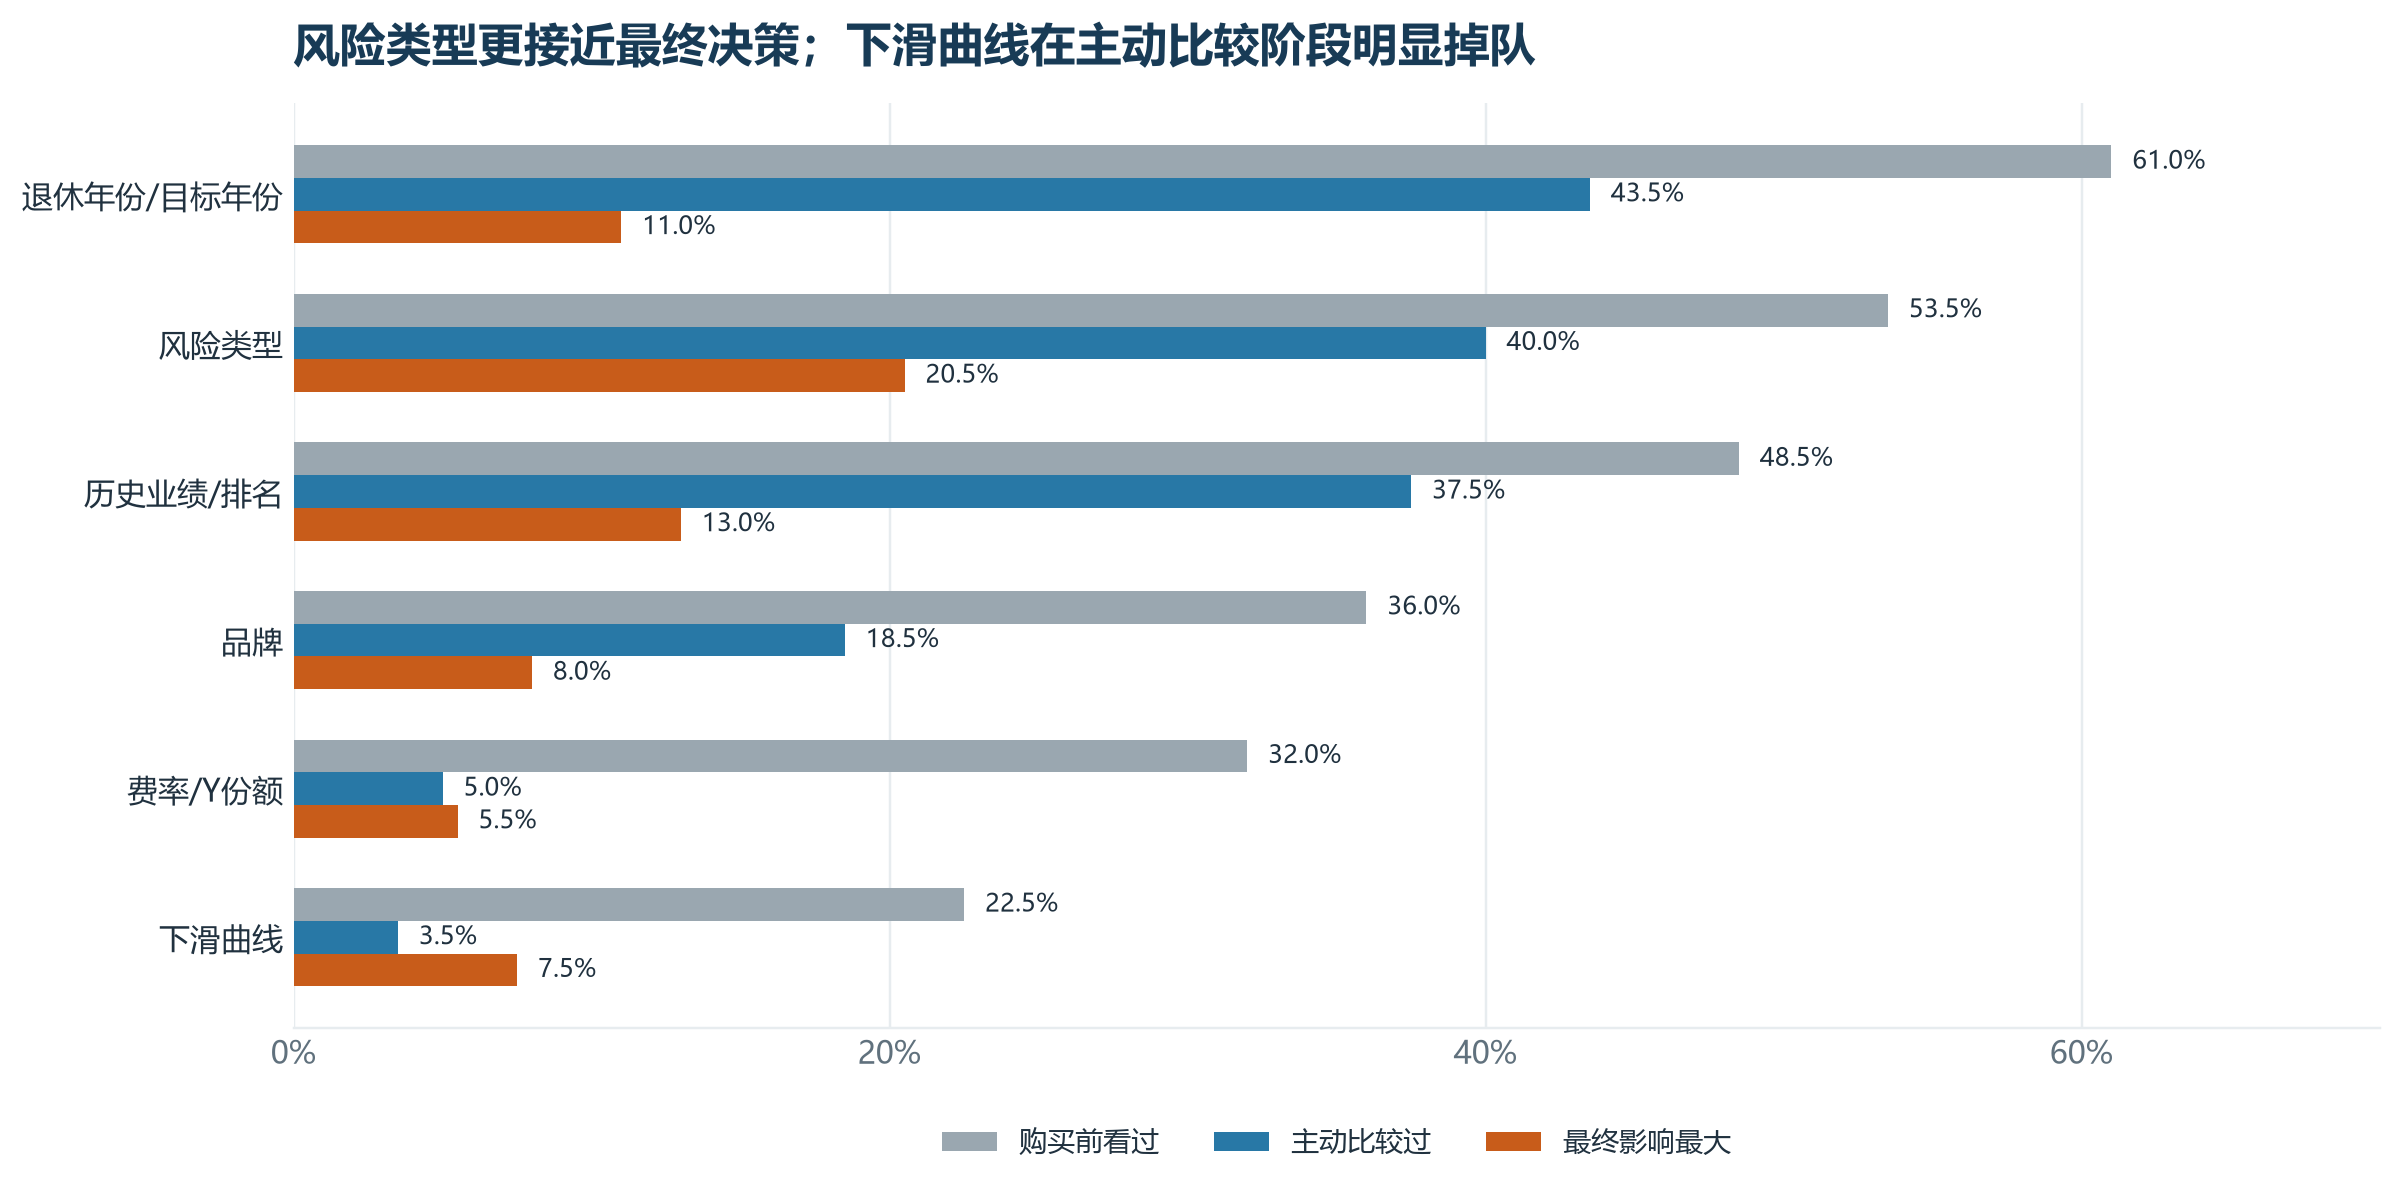 风险类型更接近最终决策；下滑曲线在主动比较阶段明显掉队
退休年份/目标年份
61.0%
43.5%
11.0%
风险类型
53.5%
40.0%
20.5%
历史业绩/排名
48.5%
37.5%
13.0%
品牌
36.0%
18.5%
8.0%
费率/Y份额
32.0%
5.0%
5.5%
下滑曲线
22.5%
3.5%
7.5%
0% 20% 40% 60%
购买前看过 主动比较过 最终影响最大